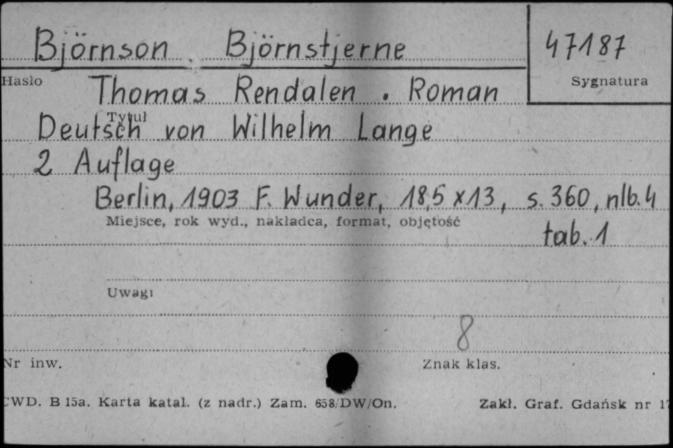 Björnson Björnstjerne
47187
Hasło
Sygnatura
Thomas Rendalen . Roman
Tytuł
Deutsch von Wilhelm Lange
2 Auflage
Berlin, 1903 F. Wunder, 18,5 x 13, s. 360, nlb. 4
Miejsce, rok wyd., nakładca, format, objętość
tab. 1
Uwagi
8
Nr inw.
Znak klas.
CWD. B 15a. Karta katal. (z nadr.) Zam. 658/DW/On.
Zakł. Graf. Gdańsk nr